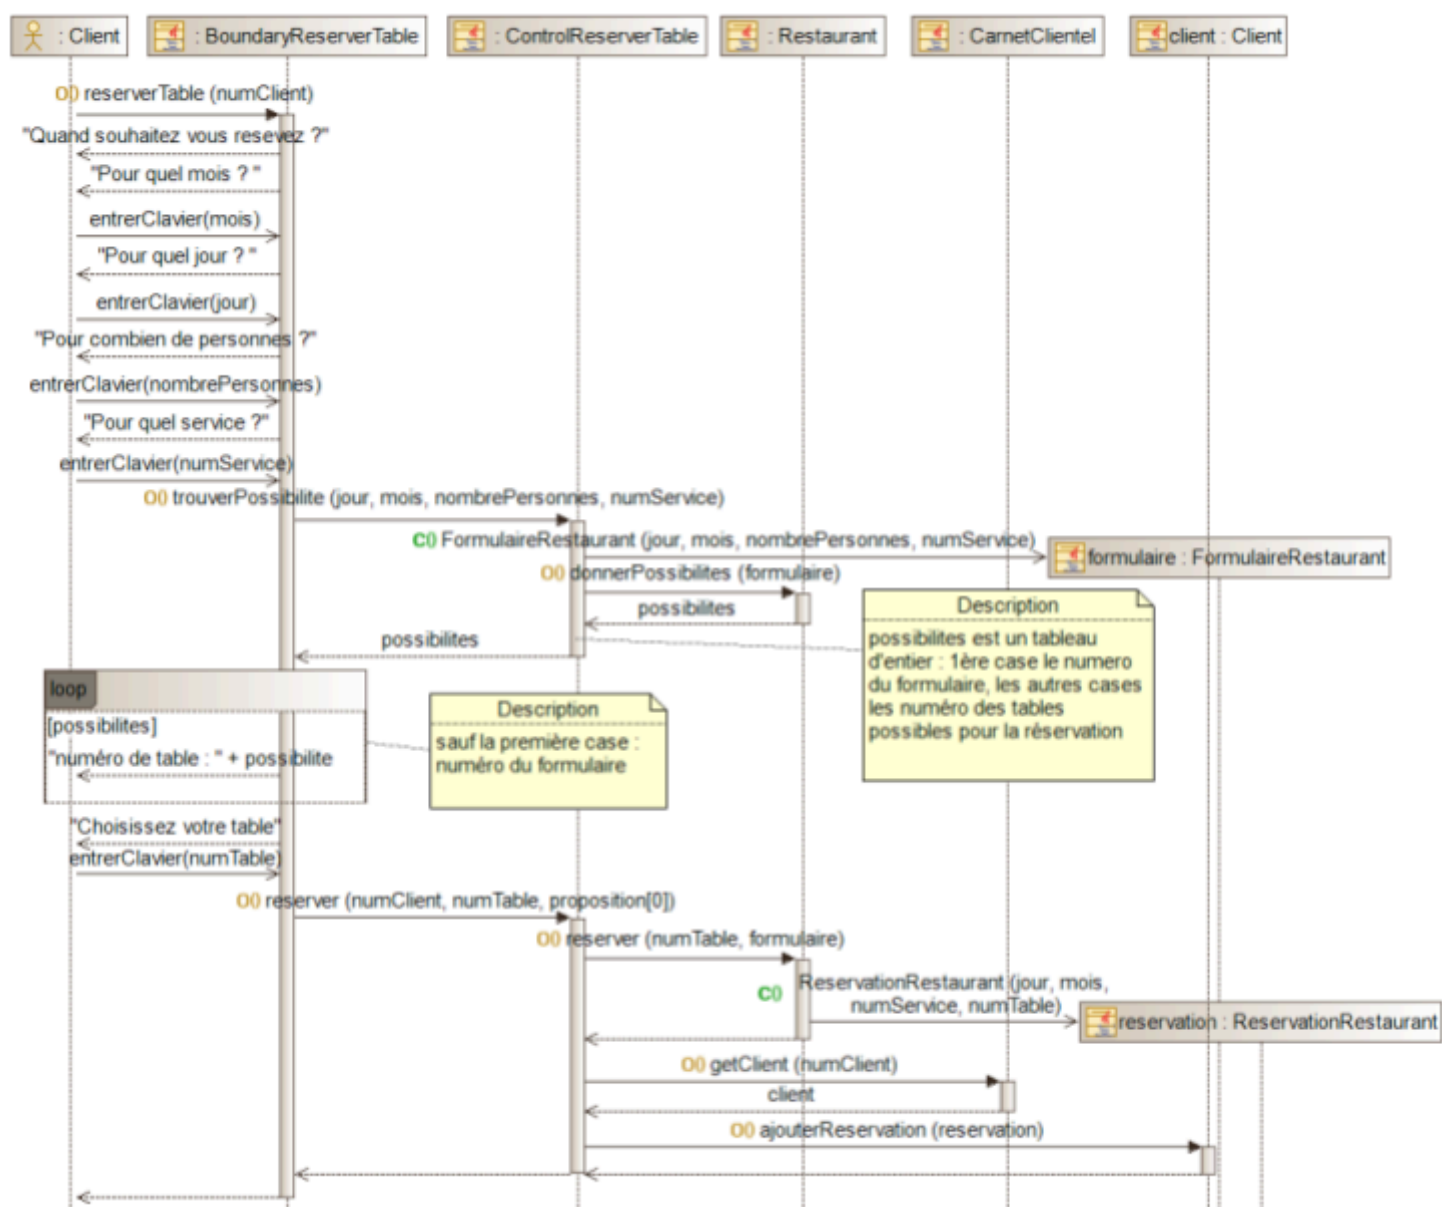 : Client
: BoundaryReserverTable
: ControlReserverTable
: Restaurant
: CarnetClientel
client : Client
O() reserverTable (numClient)
"Quand souhaitez vous resevez ?"
"Pour quel mois ? "
entrerClavier(mois)
"Pour quel jour ? "
entrerClavier(jour)
"Pour combien de personnes ?"
entrerClavier(nombrePersonnes)
"Pour quel service ?"
entrerClavier(numService)
O() trouverPossibilite (jour, mois, nombrePersonnes, numService)
C() FormulaireRestaurant (jour, mois, nombrePersonnes, numService)
formulaire : FormulaireRestaurant
O() donnerPossibilites (formulaire)
possibilites
possibilites
Description
possibilites est un tableau
d'entier : 1ère case le numero
du formulaire, les autres cases
les numéro des tables
possibles pour la réservation
loop
[possibilites]
"numéro de table : " + possibilite
Description
sauf la première case :
numéro du formulaire
"Choisissez votre table"
entrerClavier(numTable)
O() reserver (numClient, numTable, proposition[0])
O() reserver (numTable, formulaire)
C() ReservationRestaurant (jour, mois,
numService, numTable)
reservation : ReservationRestaurant
O() getClient (numClient)
client
O() ajouterReservation (reservation)